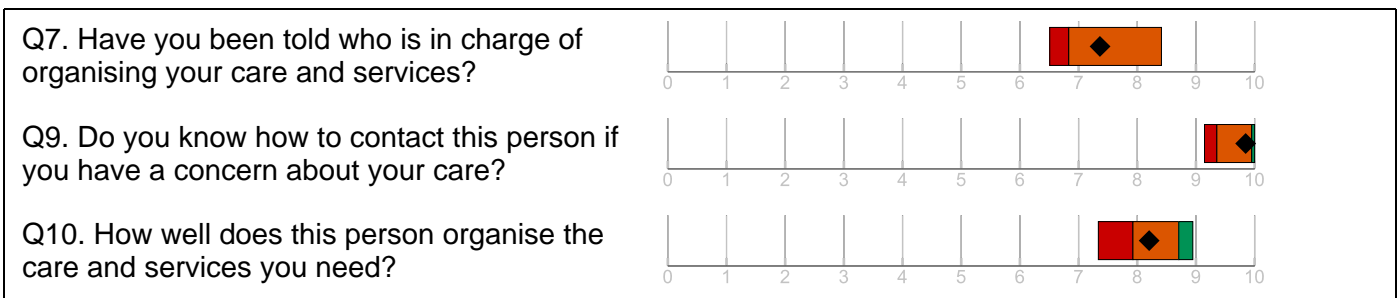 Q7. Have you been told who is in charge of
organising your care and services?
0 1 2 3 4 5 6 7 8 9 10
Q9. Do you know how to contact this person if
you have a concern about your care?
0 1 2 3 4 5 6 7 8 9 10
Q10. How well does this person organise the
care and services you need?
0 1 2 3 4 5 6 7 8 9 10